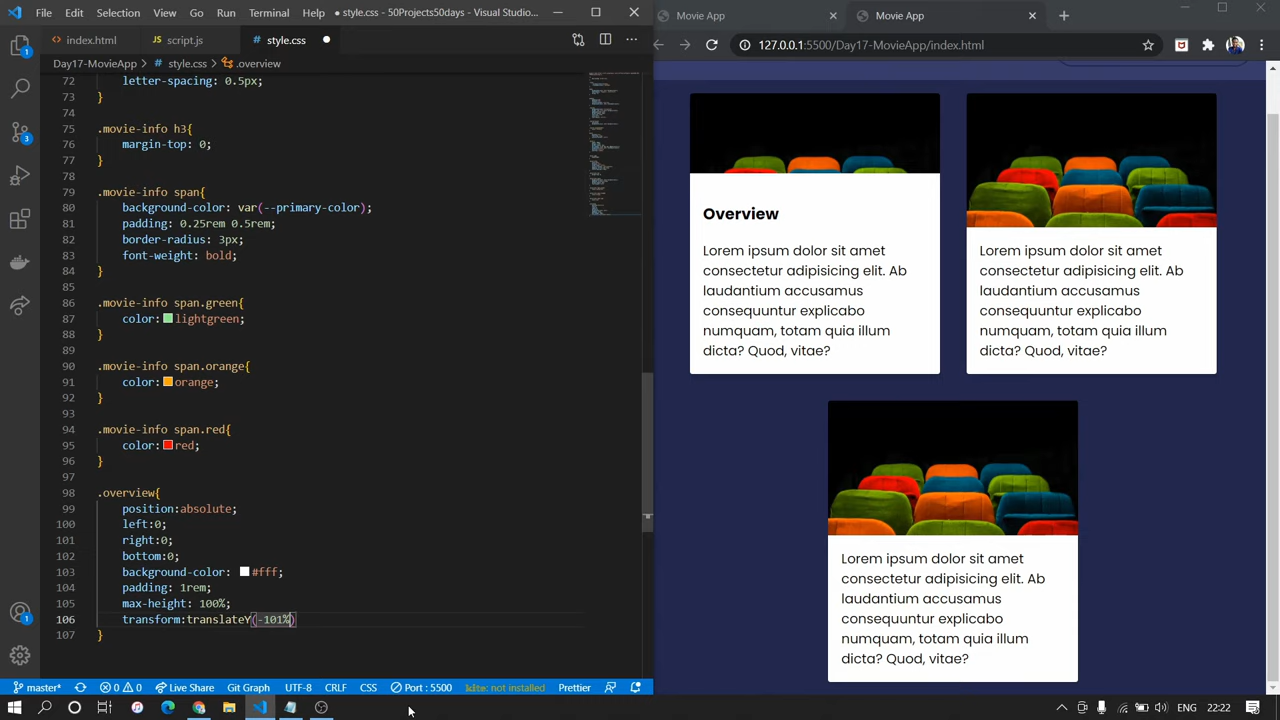 File Edit Selection View Go Run Terminal Help • style.css - 50Projects50days - Visual Studio...
Movie App
Movie App
index.html
script.js
style.css
127.0.0.1:5500/Day17-MovieApp/index.html
Day17-MovieApp > style.css > .overview
72 letter-spacing: 0.5px;
73 }
74
75 .movie-info h3{
76 margin-top: 0;
77 }
78
79 .movie-info span{
80 background-color: var(--primary.color);
81 padding: 0.25rem 0.5rem;
82 border-radius: 3px;
83 font-weight: bold;
84 }
85
86 .movie-info span.green{
87 color: lightgreen;
88 }
89
90 .movie-info span.orange{
91 color: orange;
92 }
93
94 .movie-info span.red{
95 color: red;
96 }
97
98 .overview{
99 position:absolute;
100 left:0;
101 right:0;
102 bottom:0;
103 background-color: #fff;
104 padding: 1rem;
105 max-height: 100%;
106 transform:translateY(-101%)
107 }
Overview
Lorem ipsum dolor sit amet
consectetur adipisicing elit. Ab
laudantium accusamus
consequuntur explicabo
numquam, totam quia illum
dicta? Quod, vitae?
Lorem ipsum dolor sit amet
consectetur adipisicing elit. Ab
laudantium accusamus
consequuntur explicabo
numquam, totam quia illum
dicta? Quod, vitae?
Lorem ipsum dolor sit amet
consectetur adipisicing elit. Ab
laudantium accusamus
consequuntur explicabo
numquam, totam quia illum
dicta? Quod, vitae?
1
3
1
master* 0 0 Live Share Git Graph UTF-8 CRLF CSS Port : 5500 kite: not installed Prettier
ENG 22:22